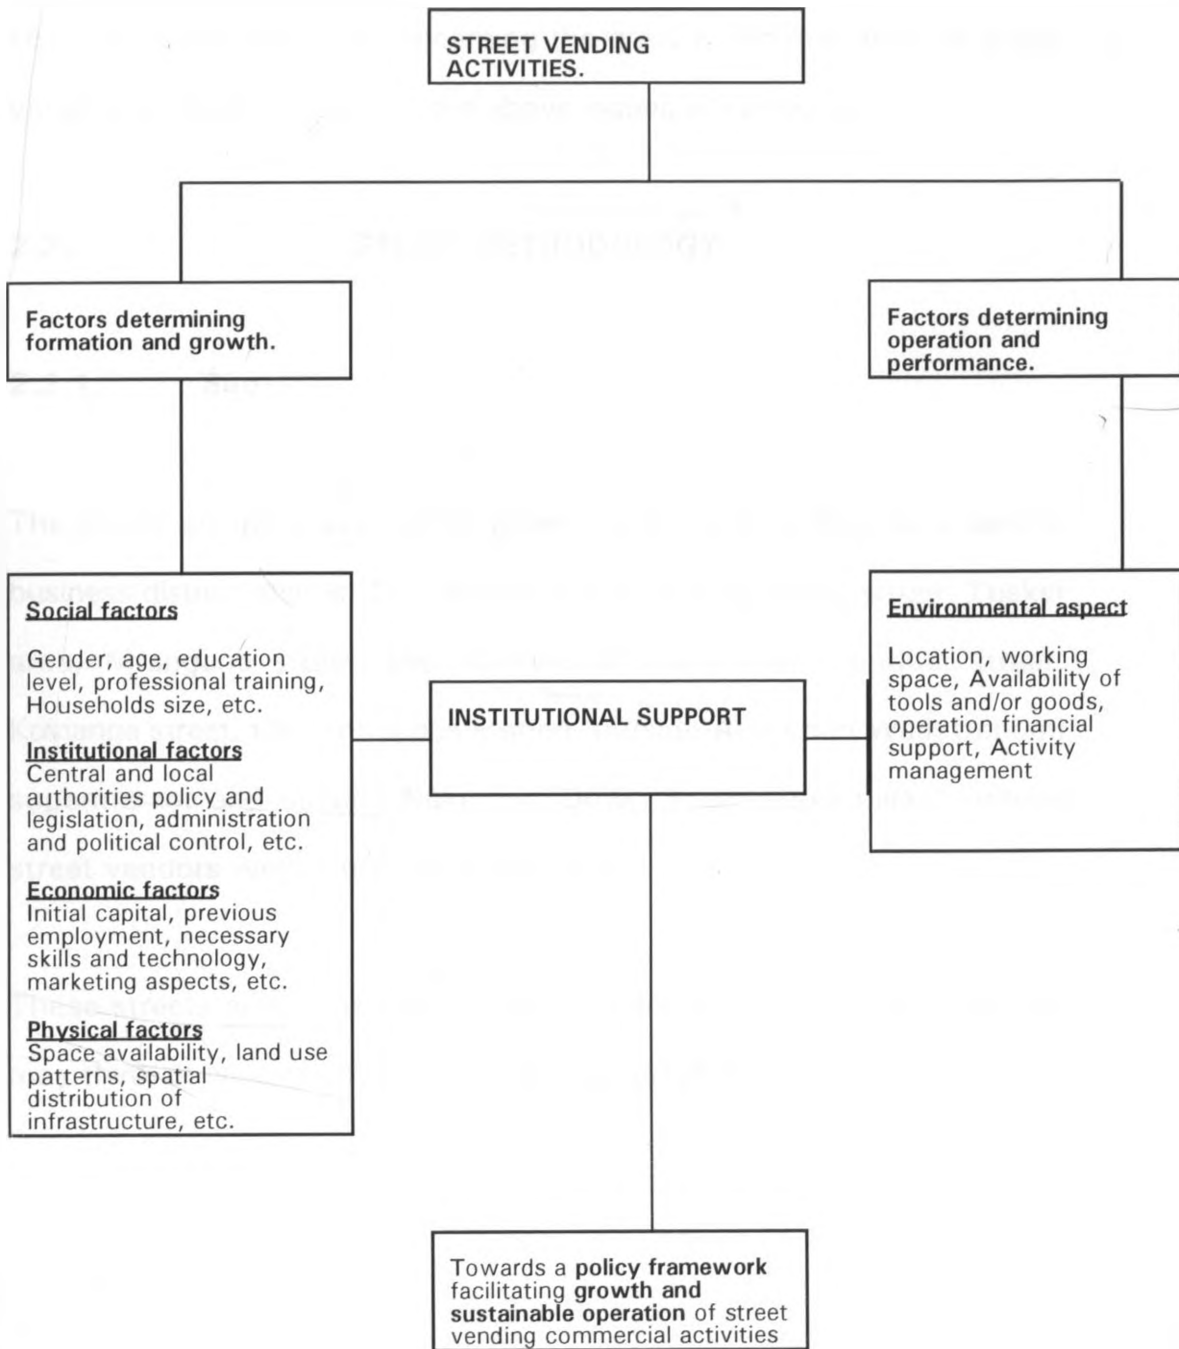 STREET VENDING
ACTIVITIES.
Factors determining
formation and growth.
Factors determining
operation and
performance.
Social factors
Gender, age, education
level, professional training,
Households size, etc.
Institutional factors
Central and local
authorities policy and
legislation, administration
and political control, etc.
Economic factors
Initial capital, previous
employment, necessary
skills and technology,
marketing aspects, etc.
Physical factors
Space availability, land use
patterns, spatial
distribution of
infrastructure, etc.
INSTITUTIONAL SUPPORT
Environmental aspect
Location, working
space, Availability of
tools and/or goods,
operation financial
support, Activity
management
Towards a policy framework
facilitating growth and
sustainable operation of street
vending commercial activities